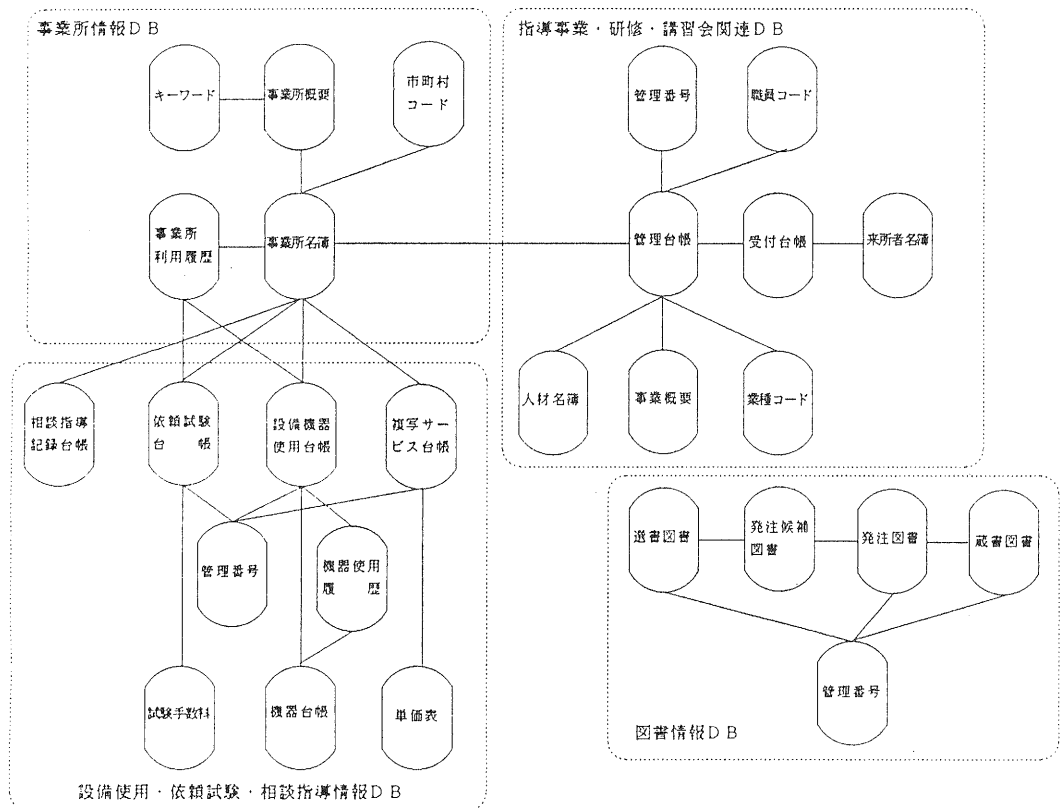 事業所情報DB
キーワード
事業所概要
市町村
コード
事業所
利用履歴
事業所名簿
指導事業・研修・講習会関連DB
管理番号
職員コード
管理台帳
受付台帳
来所者名簿
人材名簿
事業概要
業種コード
相談指導
記録台帳
依頼試験
台　帳
設備機器
使用台帳
複写サー
ビス台帳
管理番号
機器使用
履　歴
試験手数料
機器台帳
単価表
設備使用・依頼試験・相談指導情報DB
選書図書
発注候補
図書
発注図書
蔵書図書
管理番号
図書情報DB